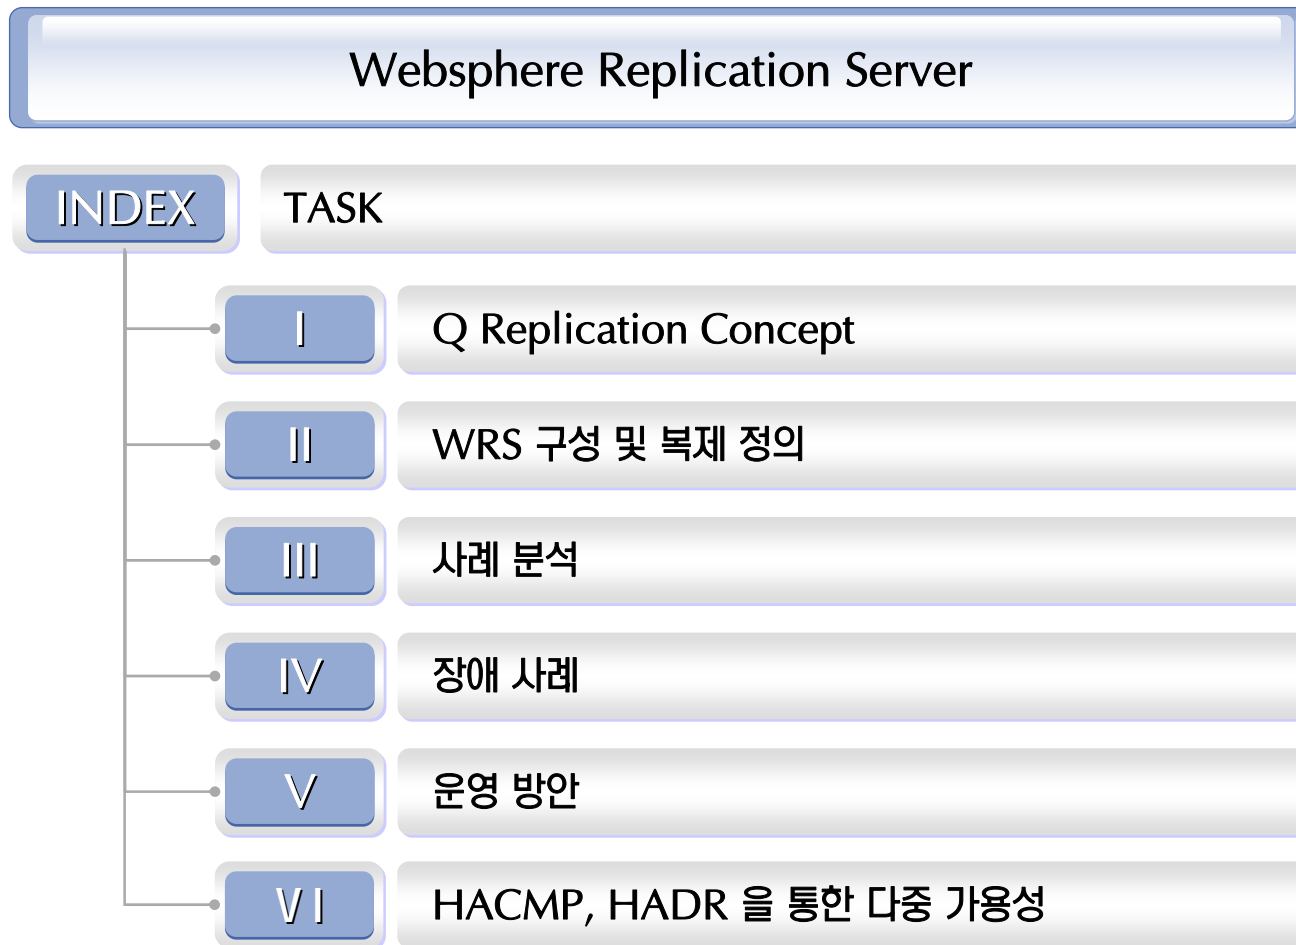 Websphere Replication Server
INDEX TASK
I Q Replication Concept
II WRS 구성 및 복제 정의
III 사례 분석
IV 장애 사례
V 운영 방안
VI HACMP, HADR 을 통한 다중 가용성